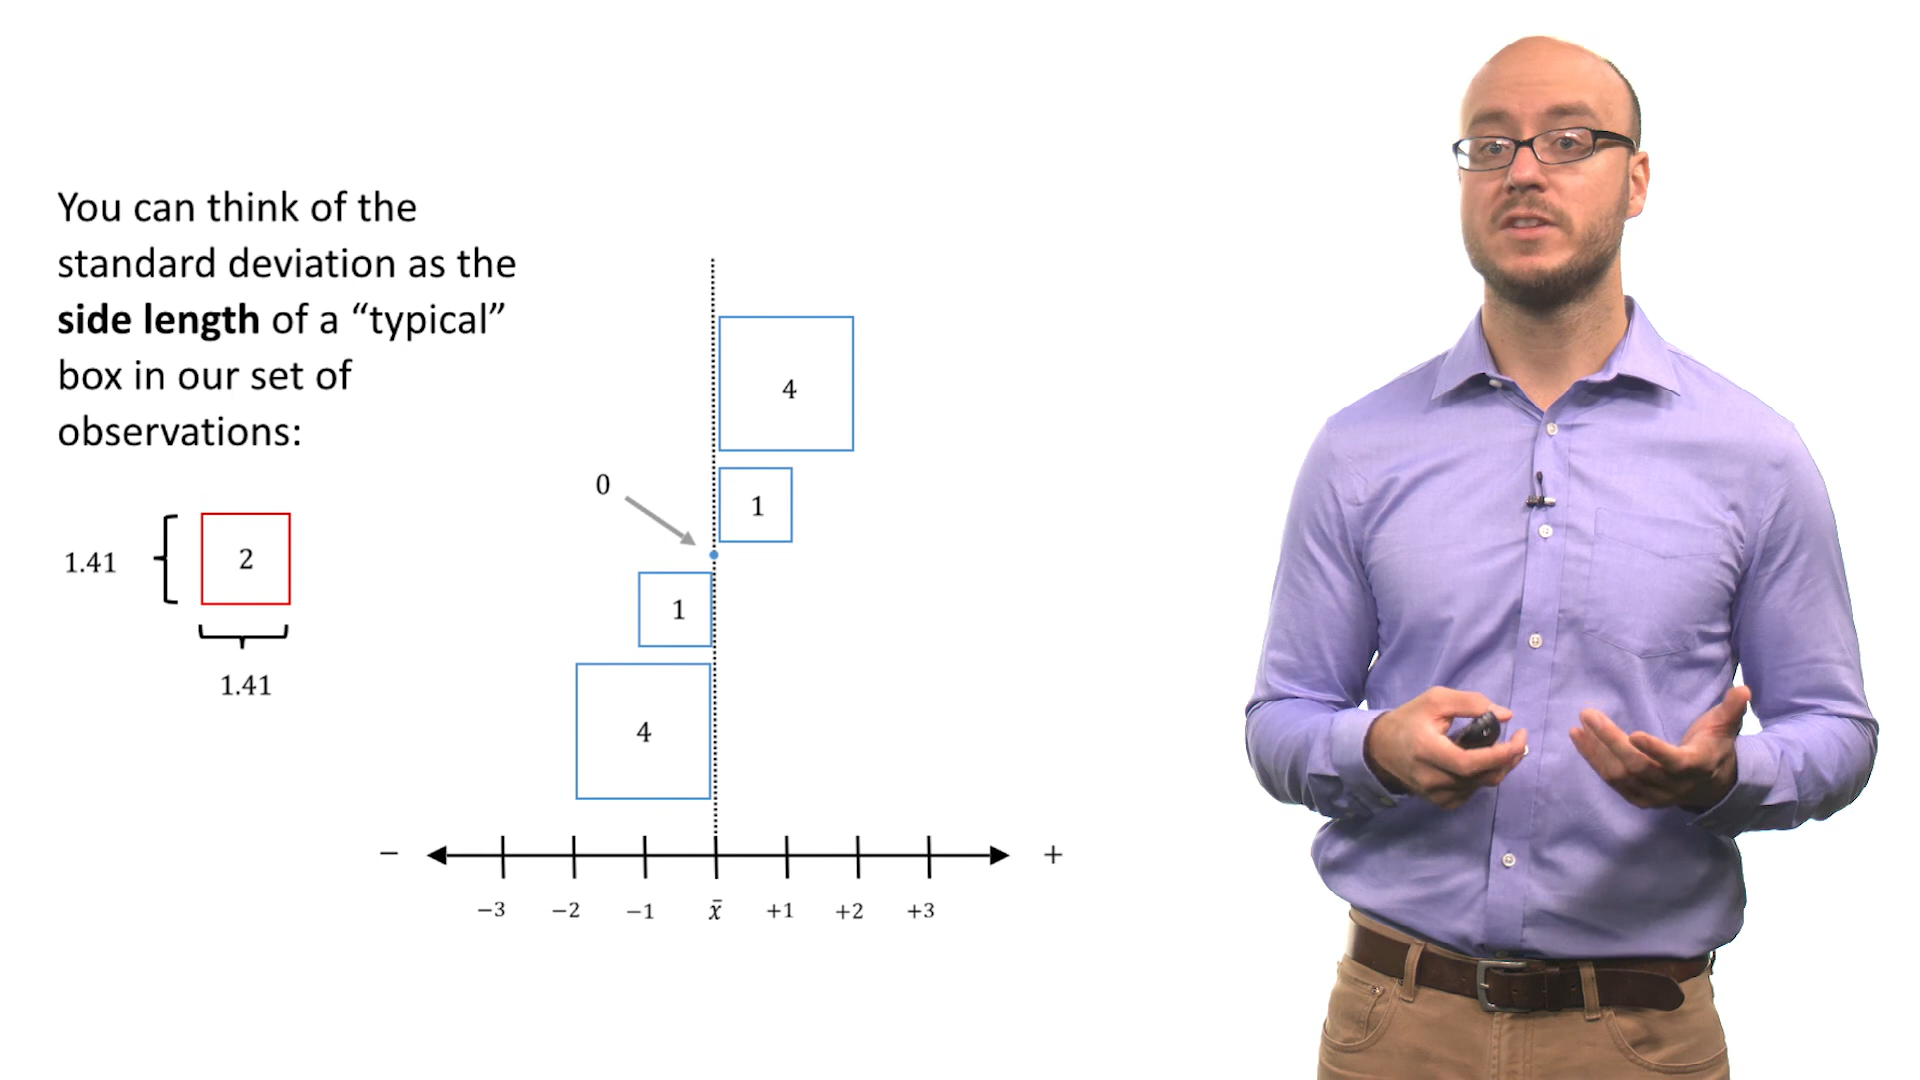 You can think of the
standard deviation as the
side length of a “typical”
box in our set of
observations:
1.41
2
1.41
4
0
1
1
4
−
+
−3 −2 −1 x̄ +1 +2 +3